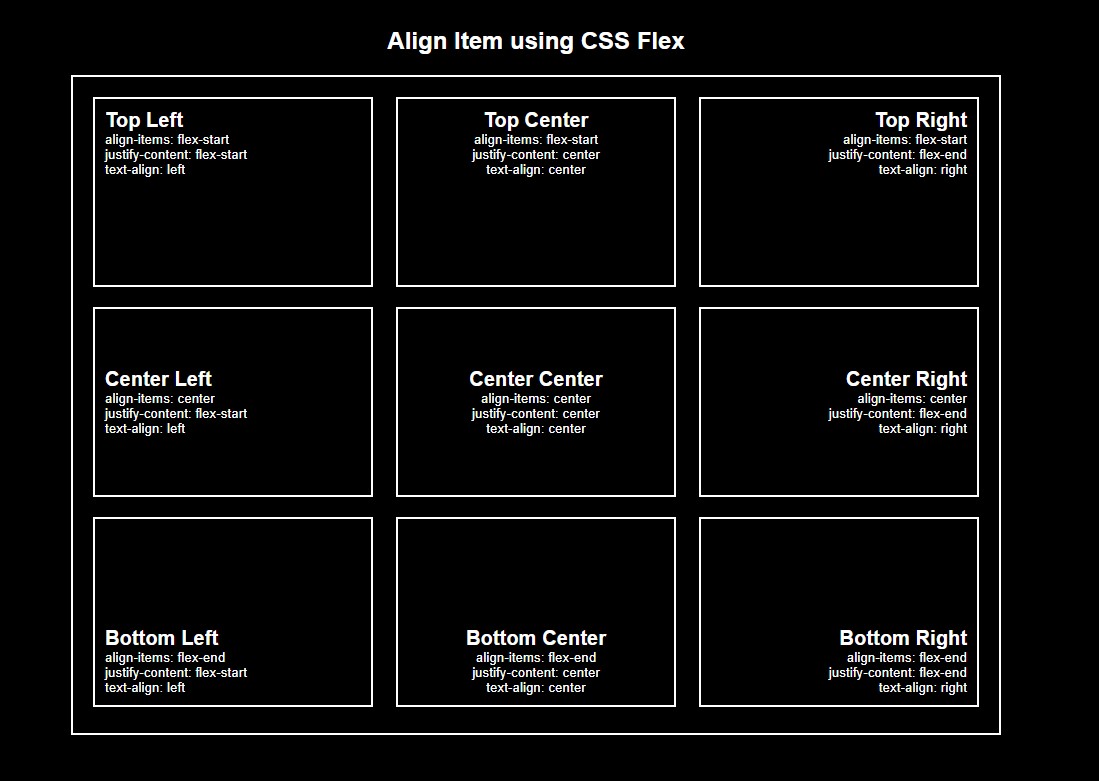 Align Item using CSS Flex
Top Left
align-items: flex-start
justify-content: flex-start
text-align: left
Top Center
align-items: flex-start
justify-content: center
text-align: center
Top Right
align-items: flex-start
justify-content: flex-end
text-align: right
Center Left
align-items: center
justify-content: flex-start
text-align: left
Center Center
align-items: center
justify-content: center
text-align: center
Center Right
align-items: center
justify-content: flex-end
text-align: right
Bottom Left
align-items: flex-end
justify-content: flex-start
text-align: left
Bottom Center
align-items: flex-end
justify-content: center
text-align: center
Bottom Right
align-items: flex-end
justify-content: flex-end
text-align: right